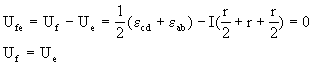 U_fe = U_f − U_e = 1/2 (ε_cd + ε_ab) − I(r/2 + r + r/2) = 0
U_f = U_e